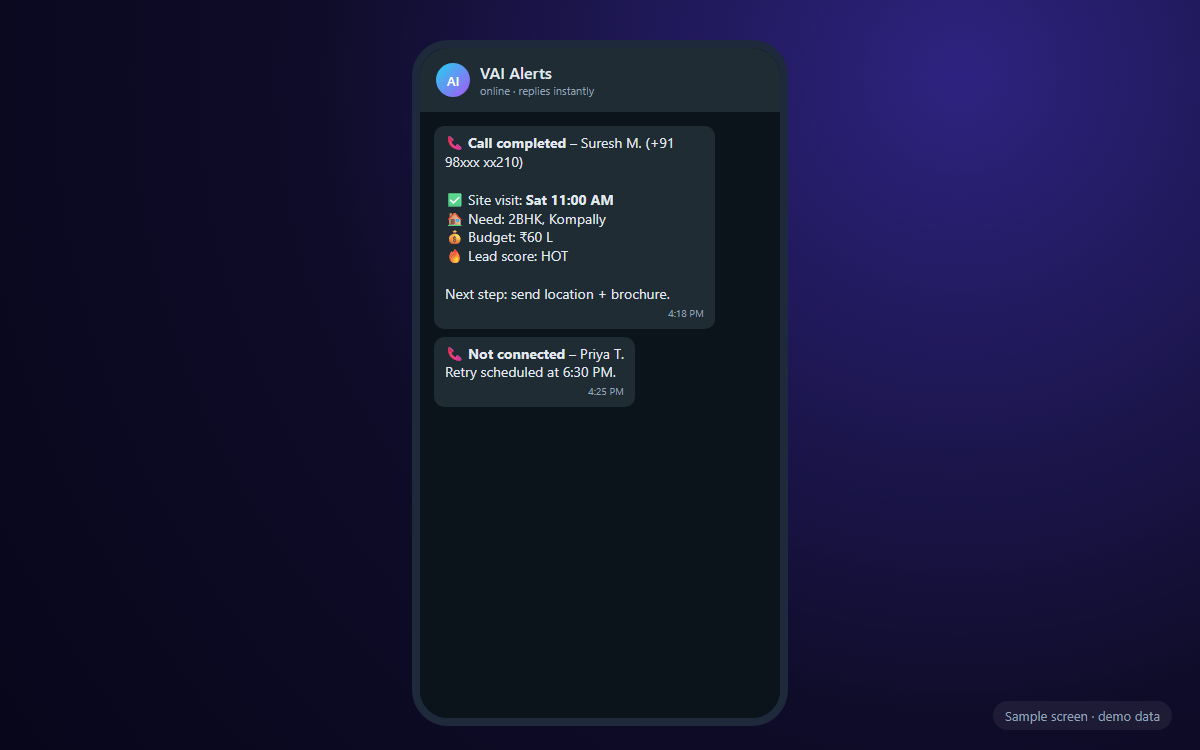 AI
VAI Alerts
online · replies instantly
📞 Call completed – Suresh M. (+91
98xxx xx210)
✅ Site visit: Sat 11:00 AM
🏠 Need: 2BHK, Kompally
💰 Budget: ₹60 L
🔥 Lead score: HOT
Next step: send location + brochure.
4:18 PM
📞 Not connected – Priya T.
Retry scheduled at 6:30 PM.
4:25 PM
Sample screen · demo data